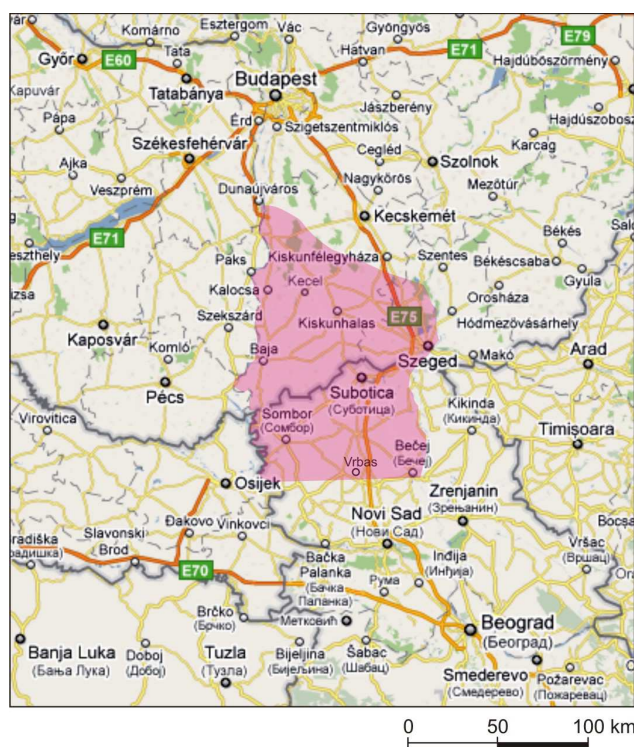 Komárno
Esztergom
Vác
Gyöngyös
E79
Győr
E60
Tata
Hatvan
E71
Hajdúböszörmény
Budapest
Kapuvár
Tatabánya
Jászberény
Pápa
Érd
Szigetszentmiklós
Hajdúszobosz
Székesfehérvár
Cegléd
Karcag
Ajka
Veszprém
Szolnok
Nagykőrös
Mezőtúr
Dunaújváros
Kecskemét
E71
Békés
eszthely
Paks
Kiskunfélegyháza
Szentes
Békéscsaba
Kalocsa
Kecel
Gyula
Orosháza
Szekszárd
E75
Kiskunhalas
Hódmezővásárhely
Kaposvár
Komló
Baja
Szeged
Makó
Arad
Pécs
Subotica
(Суботица)
Virovitica
Sombor
(Сомбор)
Kikinda
(Кикинда)
Timişoara
Bečej
(Бечеј)
Vrbas
Osijek
Zrenjanin
(Зрењанин)
Slavonski
Brod
Đakovo
Vinkovci
Novi Sad
(Нови Сад)
radiška
радишка)
E70
Bačka
Palanka
(Бачка
Паланка)
Inđija
(Инђија)
Рума
Vršac
(Вршац)
Brčko
(Брчко)
Метковић
Beograd
(Београд)
Banja Luka
(Бања Лука)
Doboj
(Добој)
Tuzla
(Тузла)
Bijeljina
(Бијељина)
Šabac
(Шабац)
Smederevo
(Смедерево)
Požarevac
(Пожаревац)
0 50 100 km